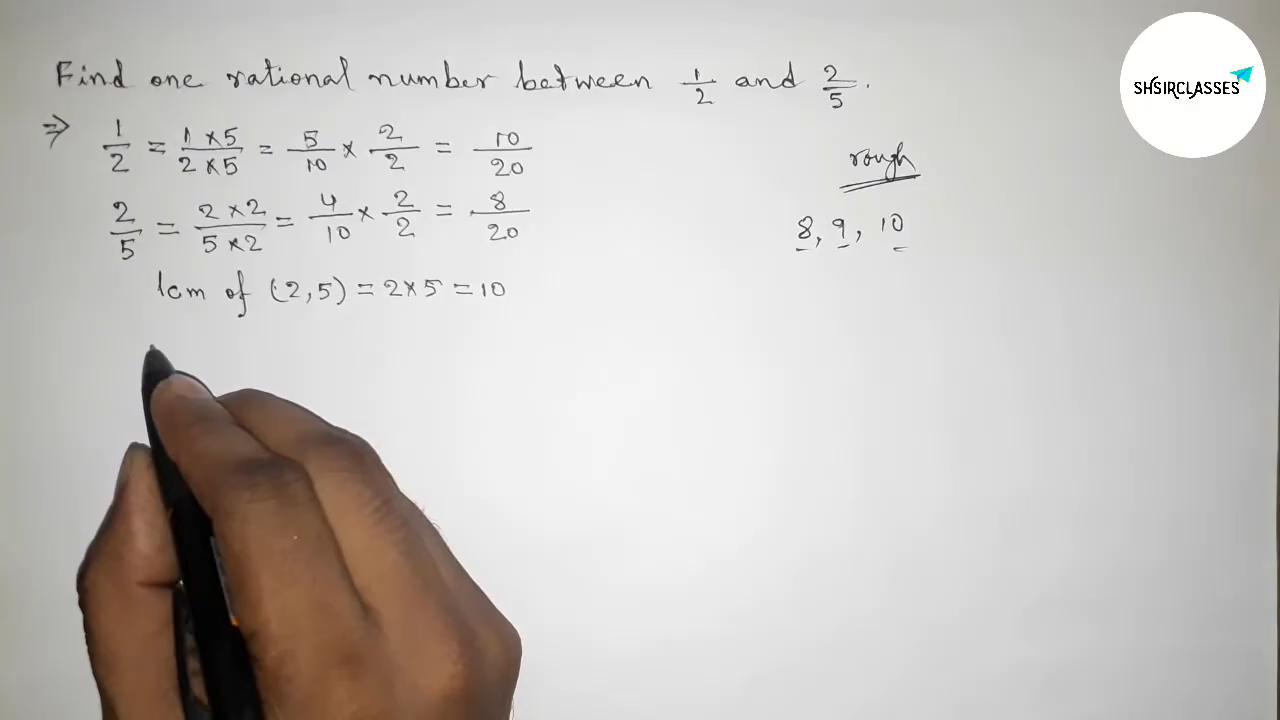 Find one rational number between 1/2 and 2/5.
⇒ 1/2 = 1×5/2×5 = 5/10 × 2/2 = 10/20
2/5 = 2×2/5×2 = 4/10 × 2/2 = 8/20
lcm of (2,5) = 2×5 = 10
rough
8, 9, 10
SHSIRCLASSES